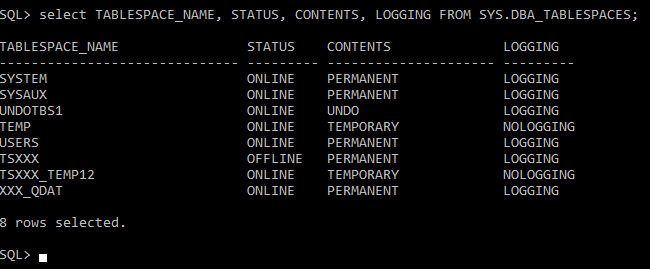 SQL> select TABLESPACE_NAME, STATUS, CONTENTS, LOGGING FROM SYS.DBA_TABLESPACES;
TABLESPACE_NAME                STATUS    CONTENTS              LOGGING
------------------------------ --------- --------------------- ---------
SYSTEM                         ONLINE    PERMANENT             LOGGING
SYSAUX                         ONLINE    PERMANENT             LOGGING
UNDOTBS1                       ONLINE    UNDO                  LOGGING
TEMP                           ONLINE    TEMPORARY             NOLOGGING
USERS                          ONLINE    PERMANENT             LOGGING
TSXXX                          OFFLINE   PERMANENT             LOGGING
TSXXX_TEMP12                   ONLINE    TEMPORARY             NOLOGGING
XXX_QDAT                       ONLINE    PERMANENT             LOGGING
8 rows selected.
SQL>